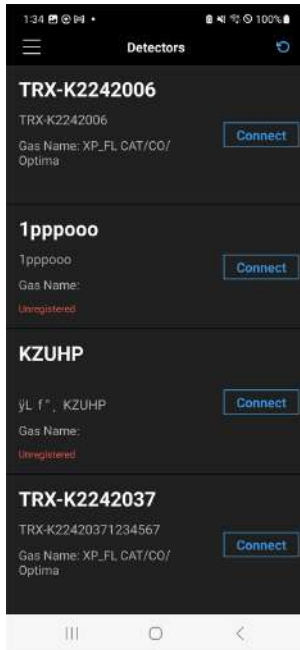 1:34
100%
Detectors
TRX-K2242006
TRX-K2242006
Gas Name: XP_FL CAT/CO/
Optima
Connect
1pppooo
1pppooo
Gas Name:
Unregistered
Connect
KZUHP
ÿL f", KZUHP
Gas Name:
Unregistered
Connect
TRX-K2242037
TRX-K22420371234567
Gas Name: XP_FL CAT/CO/
Optima
Connect